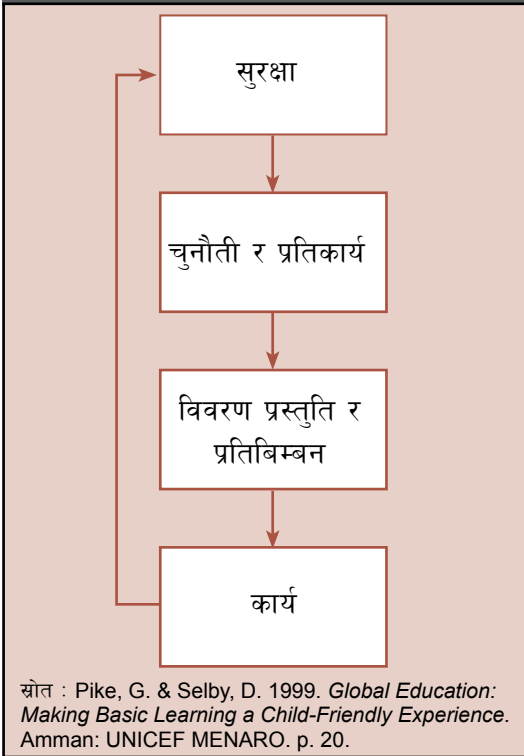 सुरक्षा
चुनौती र प्रतिकार्य
विवरण प्रस्तुति र
प्रतिबिम्बन
कार्य
स्रोत : Pike, G. & Selby, D. 1999. Global Education:
Making Basic Learning a Child-Friendly Experience.
Amman: UNICEF MENARO. p. 20.